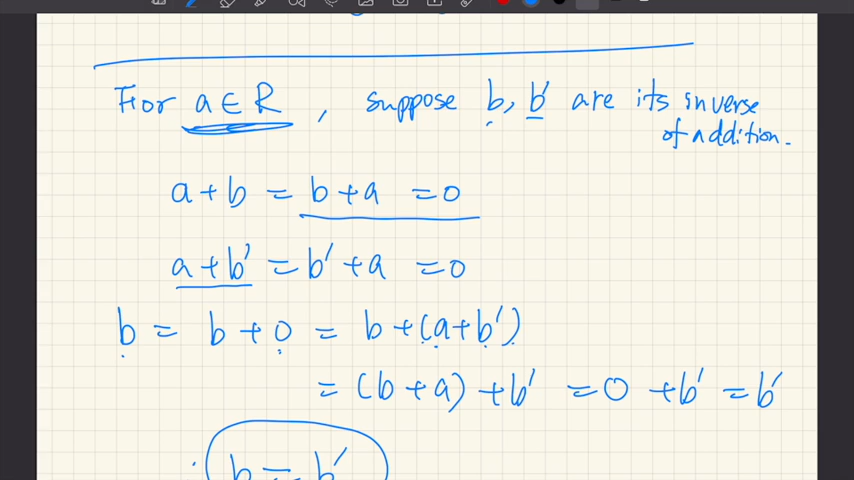 For a ∈ R , suppose b, b' are its inverse
of addition.
a + b = b + a = 0
a + b' = b' + a = 0
b = b + 0 = b + (a + b')
= (b + a) + b' = 0 + b' = b'
b = b'